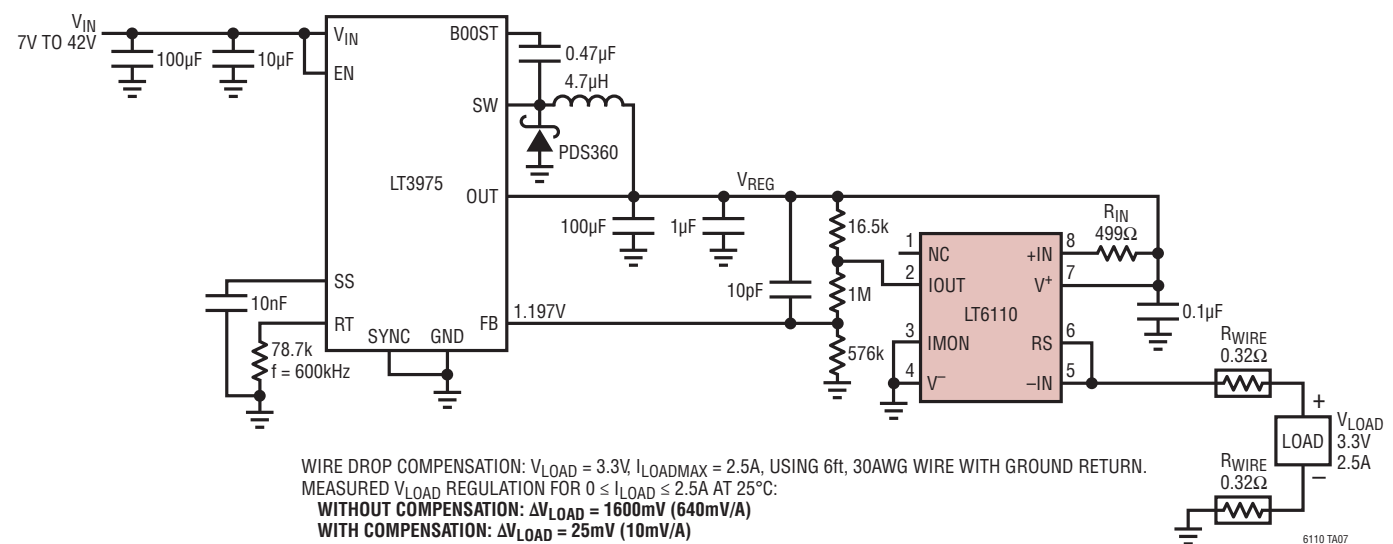 VIN
7V TO 42V
100µF
10µF
VIN
EN
BOOST
0.47µF
4.7µH
SW
PDS360
LT3975
OUT
VREG
100µF
1µF
16.5k
RIN
499Ω
10pF
1M
1
NC
+IN
8
2
IOUT
V+
7
LT6110
0.1µF
3
IMON
RS
6
4
V–
–IN
5
SS
10nF
RT
SYNC
GND
FB
1.197V
576k
78.7k
f = 600kHz
RWIRE
0.32Ω
+
LOAD
–
VLOAD
3.3V
2.5A
RWIRE
0.32Ω
WIRE DROP COMPENSATION: VLOAD = 3.3V, ILOADMAX = 2.5A, USING 6ft, 30AWG WIRE WITH GROUND RETURN.
MEASURED VLOAD REGULATION FOR 0 ≤ ILOAD ≤ 2.5A AT 25°C:
WITHOUT COMPENSATION: ΔVLOAD = 1600mV (640mV/A)
WITH COMPENSATION: ΔVLOAD = 25mV (10mV/A)
6110 TA07